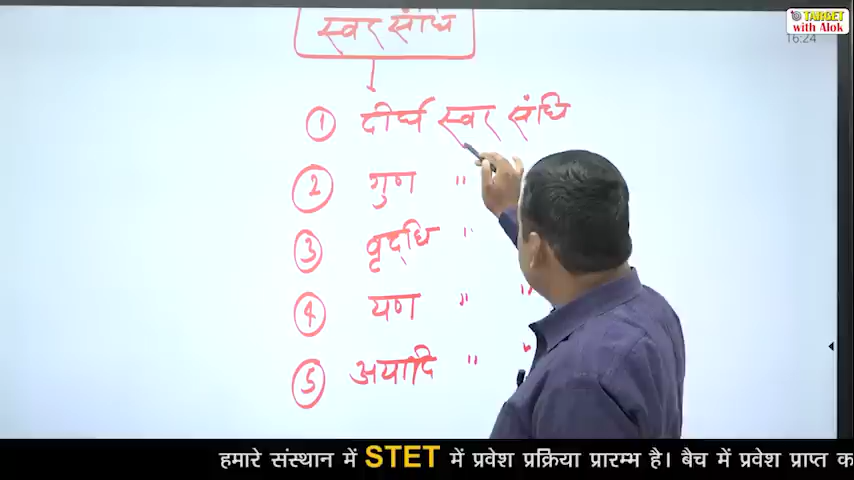 TARGET
with Alok
16:24
स्वर संधि
1 दीर्घ स्वर संधि
2 गुण " 
3 वृद्धि "
4 यण " "
5 अयादि " "
हमारे संस्थान में STET में प्रवेश प्रक्रिया प्रारम्भ है। बैच में प्रवेश प्राप्त क